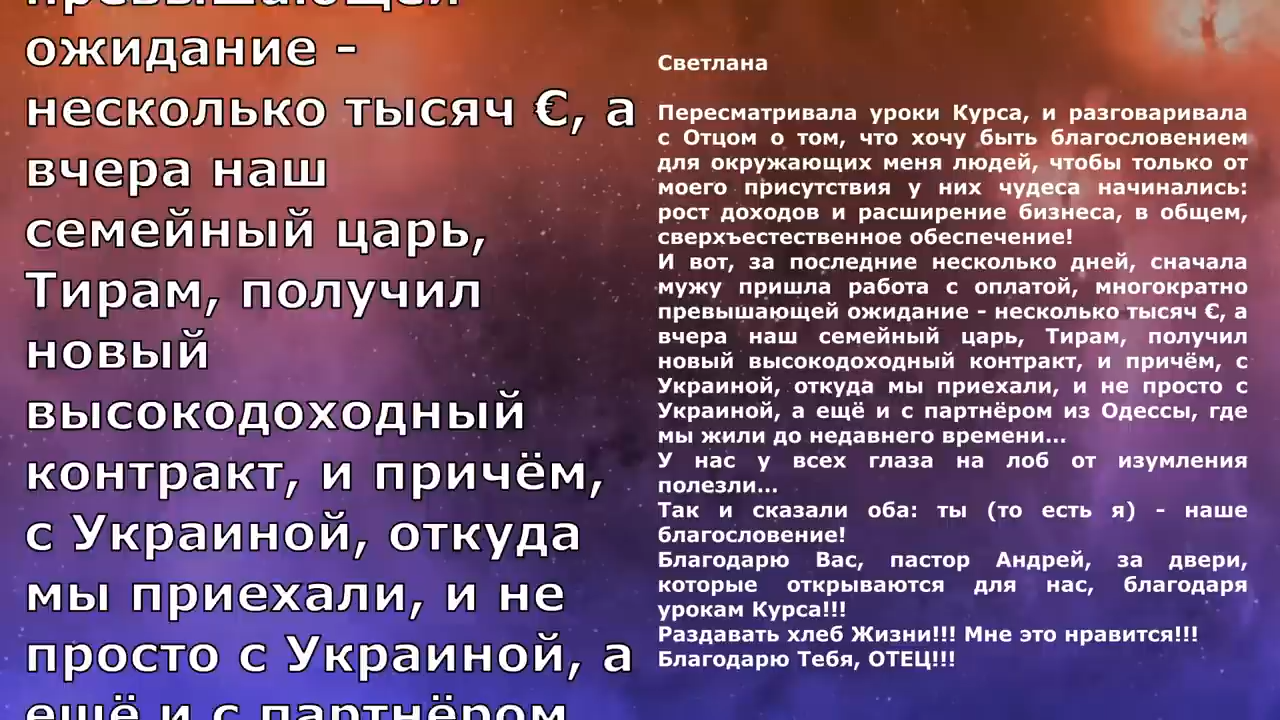 превышающей
ожидание -
несколько тысяч €, а
вчера наш
семейный царь,
Тирам, получил
новый
высокодоходный
контракт, и причём,
с Украиной, откуда
мы приехали, и не
просто с Украиной, а
ещё и с партнёром
Светлана
Пересматривала уроки Курса, и разговаривала
с Отцом о том, что хочу быть благословением
для окружающих меня людей, чтобы только от
моего присутствия у них чудеса начинались:
рост доходов и расширение бизнеса, в общем,
сверхъестественное обеспечение!
И вот, за последние несколько дней, сначала
мужу пришла работа с оплатой, многократно
превышающей ожидание - несколько тысяч €, а
вчера наш семейный царь, Тирам, получил
новый высокодоходный контракт, и причём, с
Украиной, откуда мы приехали, и не просто с
Украиной, а ещё и с партнёром из Одессы, где
мы жили до недавнего времени...
У нас у всех глаза на лоб от изумления
полезли...
Так и сказали оба: ты (то есть я) - наше
благословение!
Благодарю Вас, пастор Андрей, за двери,
которые открываются для нас, благодаря
урокам Курса!!!
Раздавать хлеб Жизни!!! Мне это нравится!!!
Благодарю Тебя, ОТЕЦ!!!